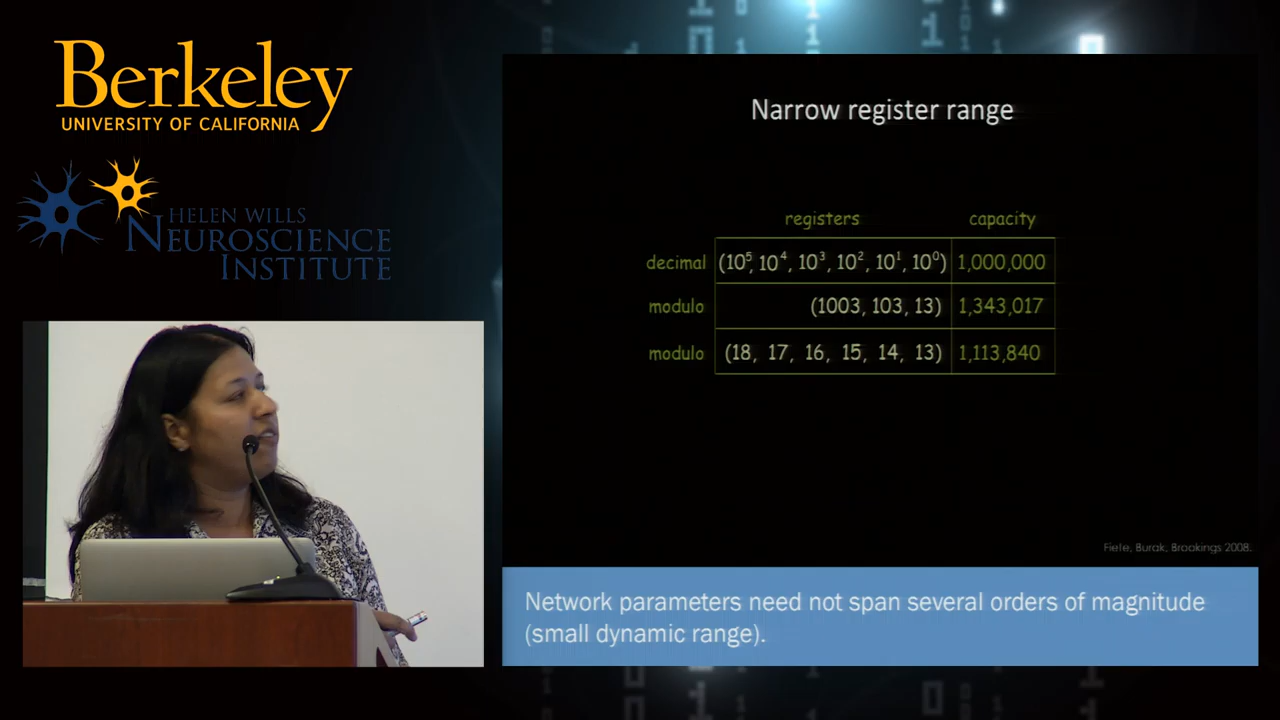 Berkeley
UNIVERSITY OF CALIFORNIA
HELEN WILLS
NEUROSCIENCE
INSTITUTE
Narrow register range
registers capacity
decimal (10⁵, 10⁴, 10³, 10², 10¹, 10⁰) 1,000,000
modulo (1003, 103, 13) 1,343,017
modulo (18, 17, 16, 15, 14, 13) 1,113,840
Fiete, Burak, Brookings 2008.
Network parameters need not span several orders of magnitude
(small dynamic range).